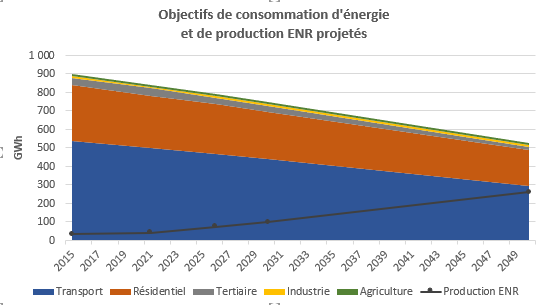 Objectifs de consommation d'énergie
et de production ENR projetés
1 000
900
800
700
600
500
400
300
200
100
0
GWh
2015 2017 2019 2021 2023 2025 2027 2029 2031 2033 2035 2037 2039 2041 2043 2045 2047 2049
Transport Résidentiel Tertiaire Industrie Agriculture Production ENR